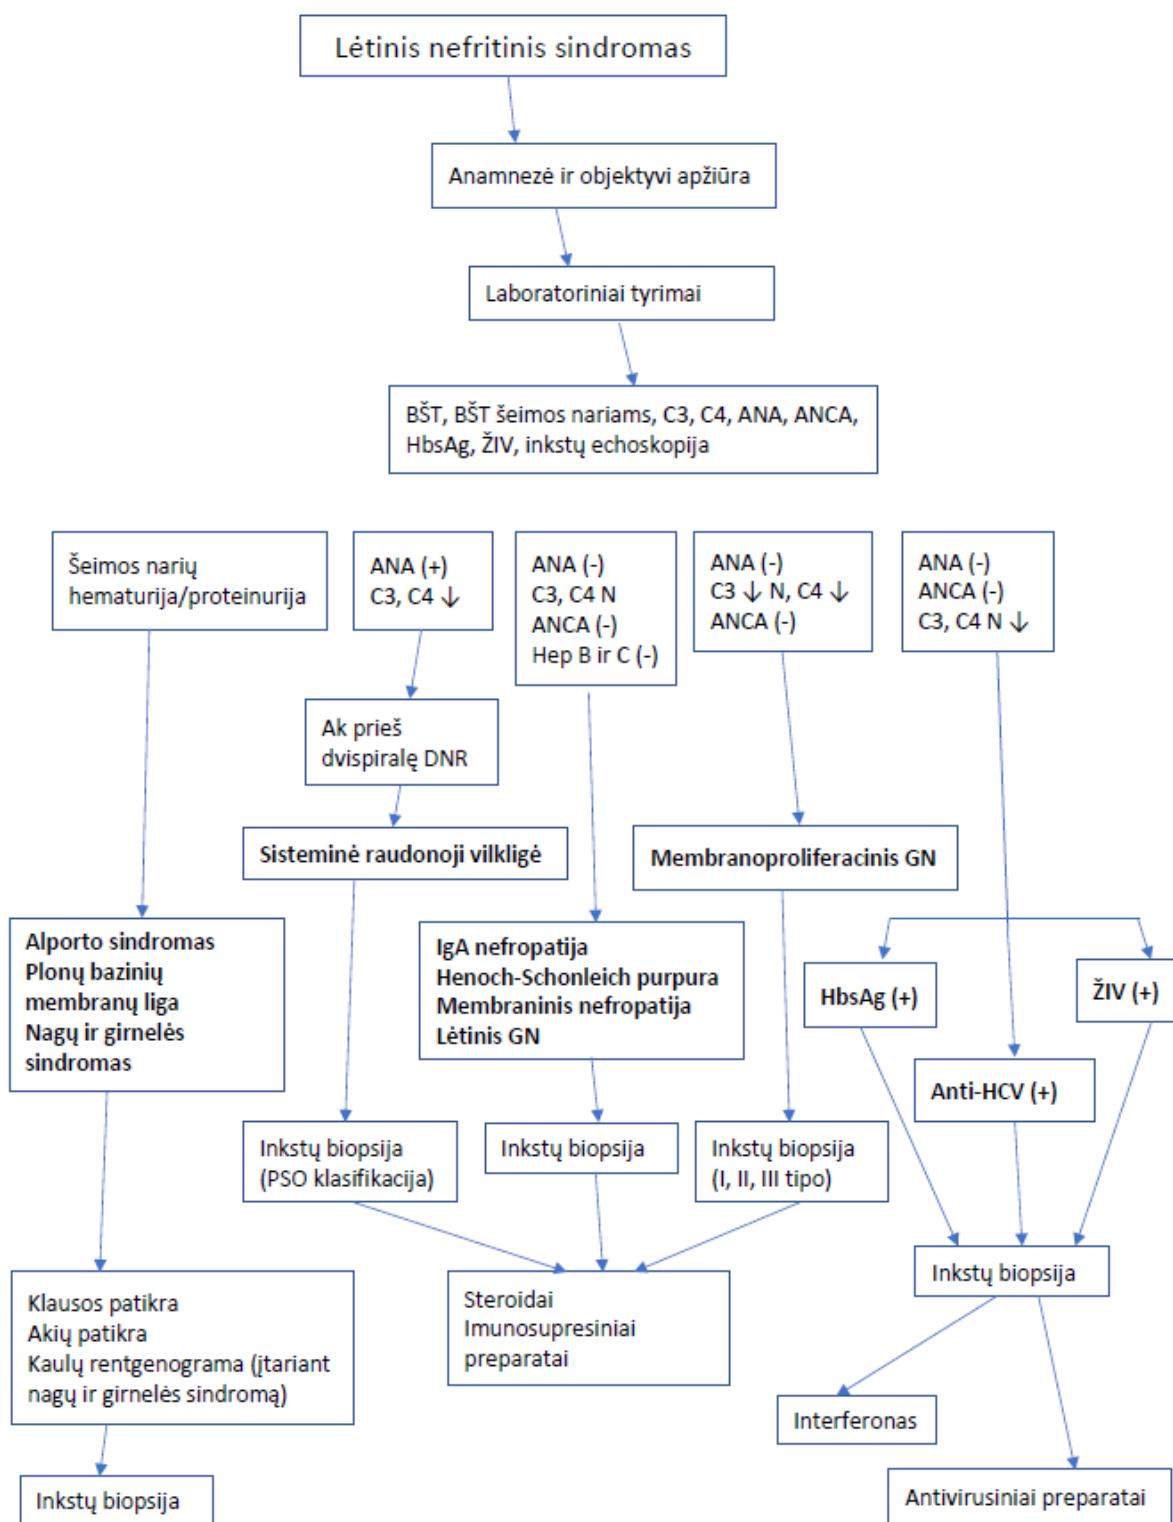 Lėtinis nefritinis sindromas
Anamnezė ir objektyvi apžiūra
Laboratoriniai tyrimai
BŠT, BŠT šeimos nariams, C3, C4, ANA, ANCA,
HbsAg, ŽIV, inkstų echoskopija
Šeimos narių
hematurija/proteinurija
ANA (+)
C3, C4 ↓
ANA (-)
C3, C4 N
ANCA (-)
Hep B ir C (-)
ANA (-)
C3 ↓ N, C4 ↓
ANCA (-)
ANA (-)
ANCA (-)
C3, C4 N ↓
Ak prieš
dvispiralę DNR
Sisteminė raudonoji vilkligė
Membranoproliferacinis GN
Alporto sindromas
Plonų bazinių
membranų liga
Nagų ir girnelės
sindromas
IgA nefropatija
Henoch-Schonleich purpura
Membraninis nefropatija
Lėtinis GN
HbsAg (+)
ŽIV (+)
Anti-HCV (+)
Inkstų biopsija
(PSO klasifikacija)
Inkstų biopsija
Inkstų biopsija
(I, II, III tipo)
Inkstų biopsija
Klausos patikra
Akių patikra
Kaulų rentgenograma (įtariant
nagų ir girnelės sindromą)
Steroidai
Imunosupresiniai
preparatai
Interferonas
Inkstų biopsija
Antivirusiniai preparatai